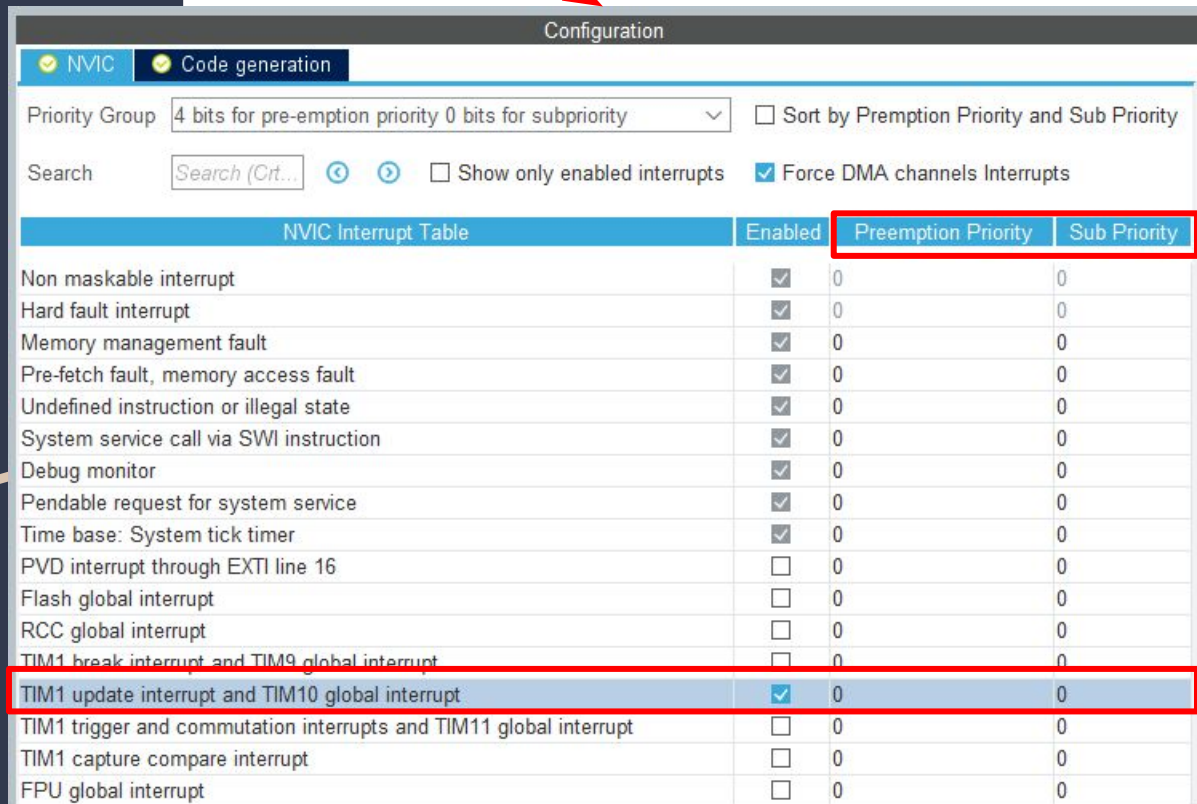 Configuration
NVIC Code generation
Priority Group 4 bits for pre-emption priority 0 bits for subpriority Sort by Premption Priority and Sub Priority
Search Search (Crt... Show only enabled interrupts Force DMA channels Interrupts
NVIC Interrupt Table Enabled Preemption Priority Sub Priority
Non maskable interrupt 0 0
Hard fault interrupt 0 0
Memory management fault 0 0
Pre-fetch fault, memory access fault 0 0
Undefined instruction or illegal state 0 0
System service call via SWI instruction 0 0
Debug monitor 0 0
Pendable request for system service 0 0
Time base: System tick timer 0 0
PVD interrupt through EXTI line 16 0 0
Flash global interrupt 0 0
RCC global interrupt 0 0
TIM1 break interrupt and TIM9 global interrupt 0 0
TIM1 update interrupt and TIM10 global interrupt 0 0
TIM1 trigger and commutation interrupts and TIM11 global interrupt 0 0
TIM1 capture compare interrupt 0 0
FPU global interrupt 0 0